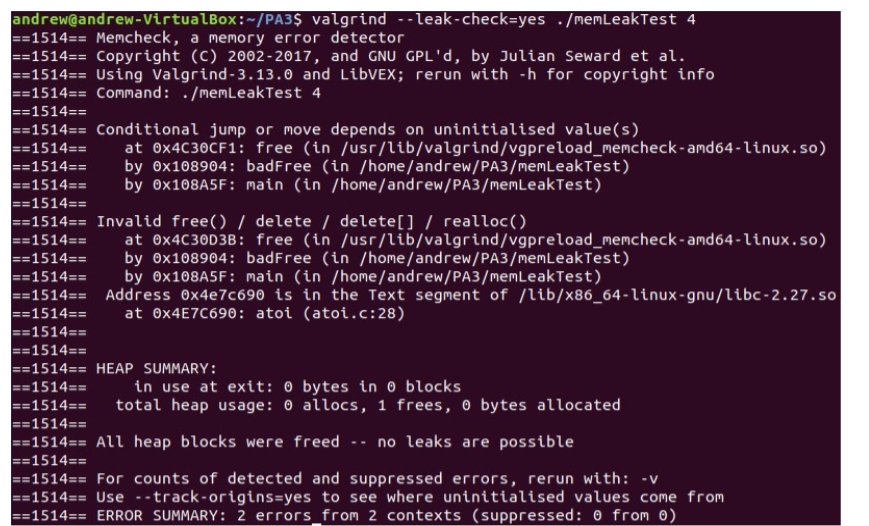 andrew@andrew-VirtualBox:~/PA3$ valgrind --leak-check=yes ./memLeakTest 4
==1514== Memcheck, a memory error detector
==1514== Copyright (C) 2002-2017, and GNU GPL'd, by Julian Seward et al.
==1514== Using Valgrind-3.13.0 and LibVEX; rerun with -h for copyright info
==1514== Command: ./memLeakTest 4
==1514==
==1514== Conditional jump or move depends on uninitialised value(s)
==1514==    at 0x4C30CF1: free (in /usr/lib/valgrind/vgpreload_memcheck-amd64-linux.so)
==1514==    by 0x108904: badFree (in /home/andrew/PA3/memLeakTest)
==1514==    by 0x108A5F: main (in /home/andrew/PA3/memLeakTest)
==1514==
==1514== Invalid free() / delete / delete[] / realloc()
==1514==    at 0x4C30D3B: free (in /usr/lib/valgrind/vgpreload_memcheck-amd64-linux.so)
==1514==    by 0x108904: badFree (in /home/andrew/PA3/memLeakTest)
==1514==    by 0x108A5F: main (in /home/andrew/PA3/memLeakTest)
==1514==  Address 0x4e7c690 is in the Text segment of /lib/x86_64-linux-gnu/libc-2.27.so
==1514==    at 0x4E7C690: atoi (atoi.c:28)
==1514==
==1514==
==1514== HEAP SUMMARY:
==1514==     in use at exit: 0 bytes in 0 blocks
==1514==   total heap usage: 0 allocs, 1 frees, 0 bytes allocated
==1514==
==1514== All heap blocks were freed -- no leaks are possible
==1514==
==1514== For counts of detected and suppressed errors, rerun with: -v
==1514== Use --track-origins=yes to see where uninitialised values come from
==1514== ERROR SUMMARY: 2 errors from 2 contexts (suppressed: 0 from 0)